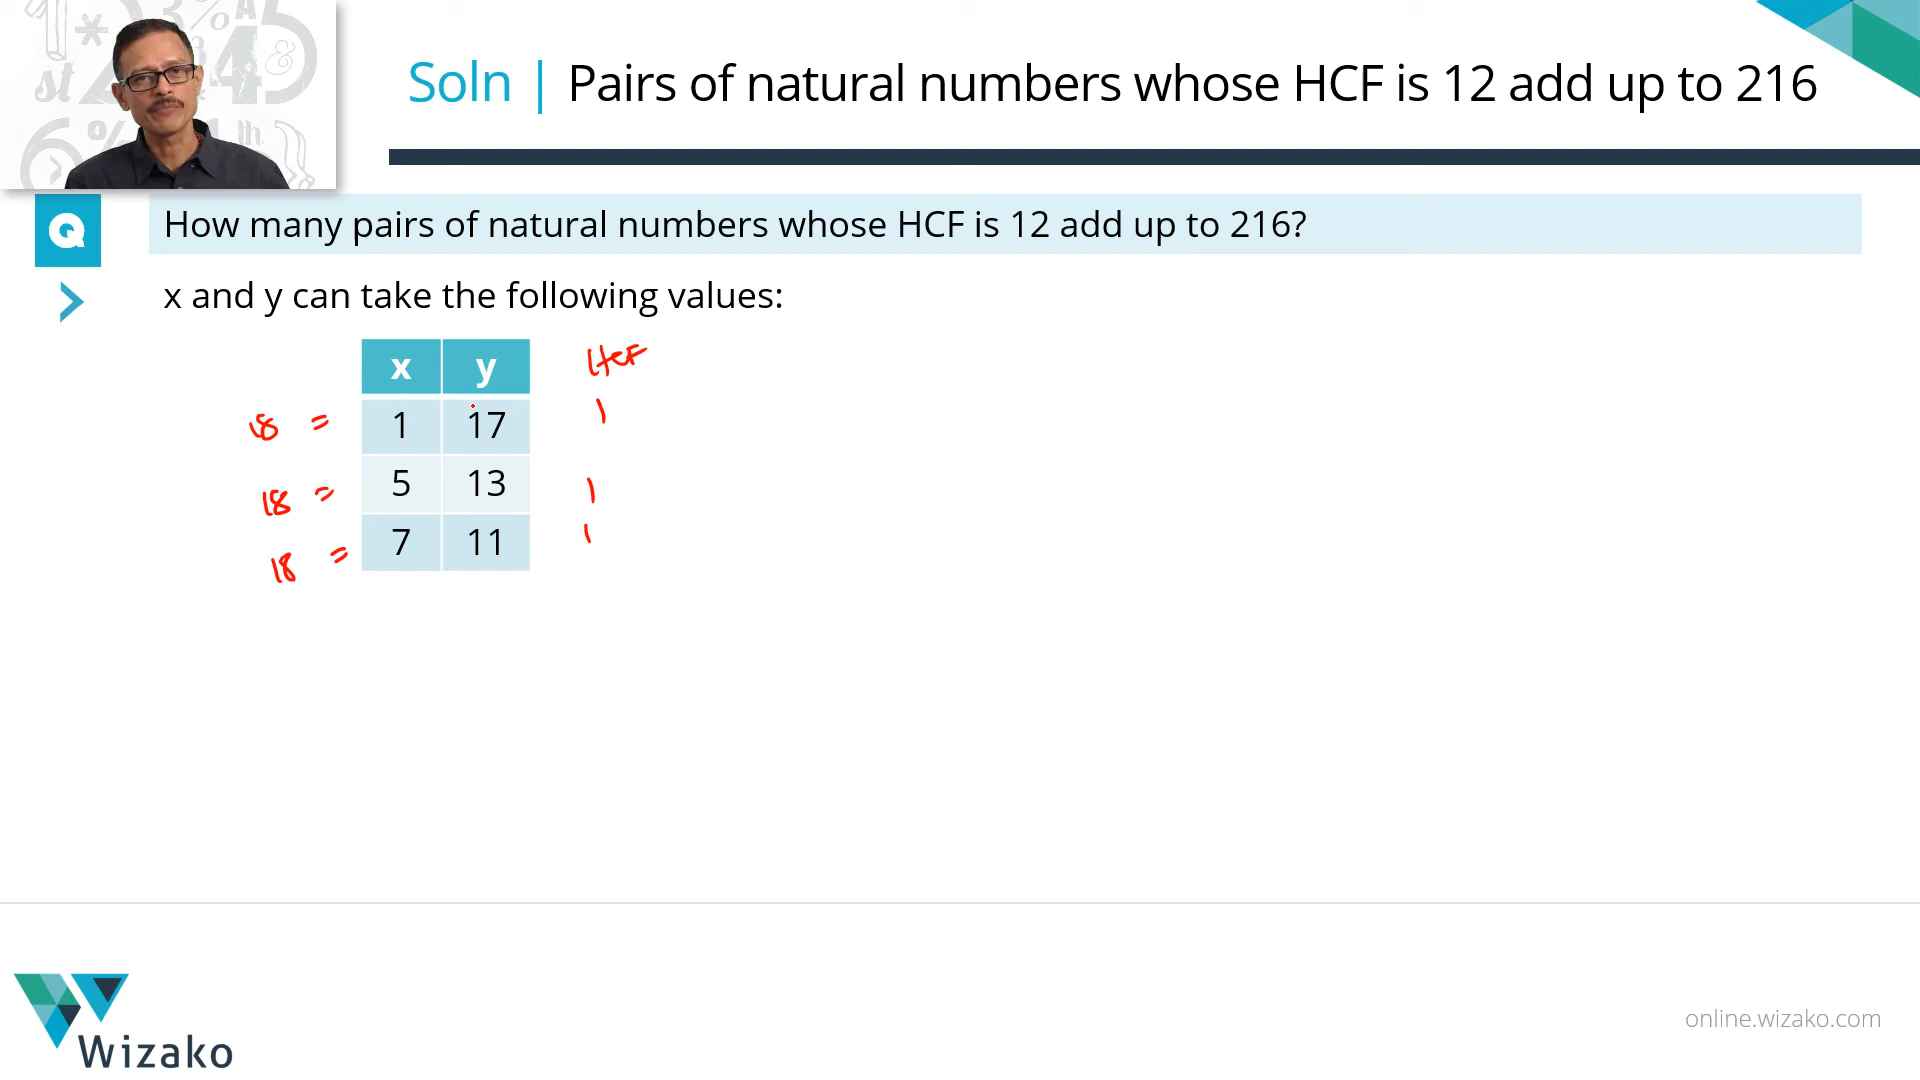 Soln | Pairs of natural numbers whose HCF is 12 add up to 216
Q
How many pairs of natural numbers whose HCF is 12 add up to 216?
x and y can take the following values:
x y HCF
18 = 1 17 1
18 = 5 13 1
18 = 7 11 1
Wizako
online.wizako.com